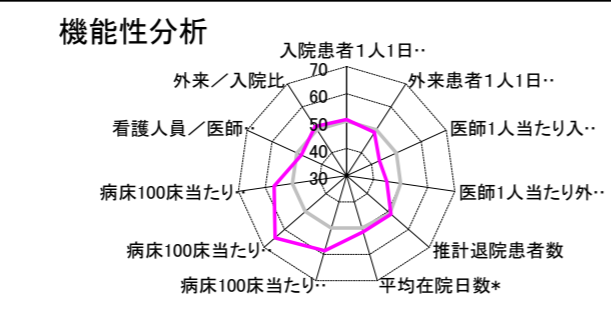 機能性分析
入院患者1人1日‥
外来患者1人1日‥
医師1人当たり入‥
医師1人当たり外‥
推計退院患者数
平均在院日数*
病床100床当たり‥
病床100床当たり‥
病床100床当たり‥
看護人員／医師‥
外来／入院比
70
60
50
40
30